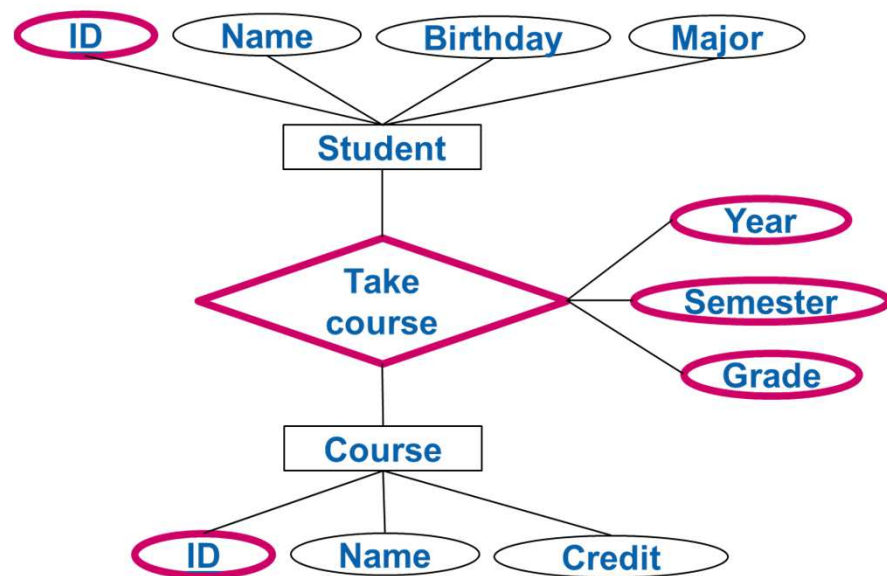 ID
Name
Birthday
Major
Student
Year
Take
course
Semester
Grade
Course
ID
Name
Credit